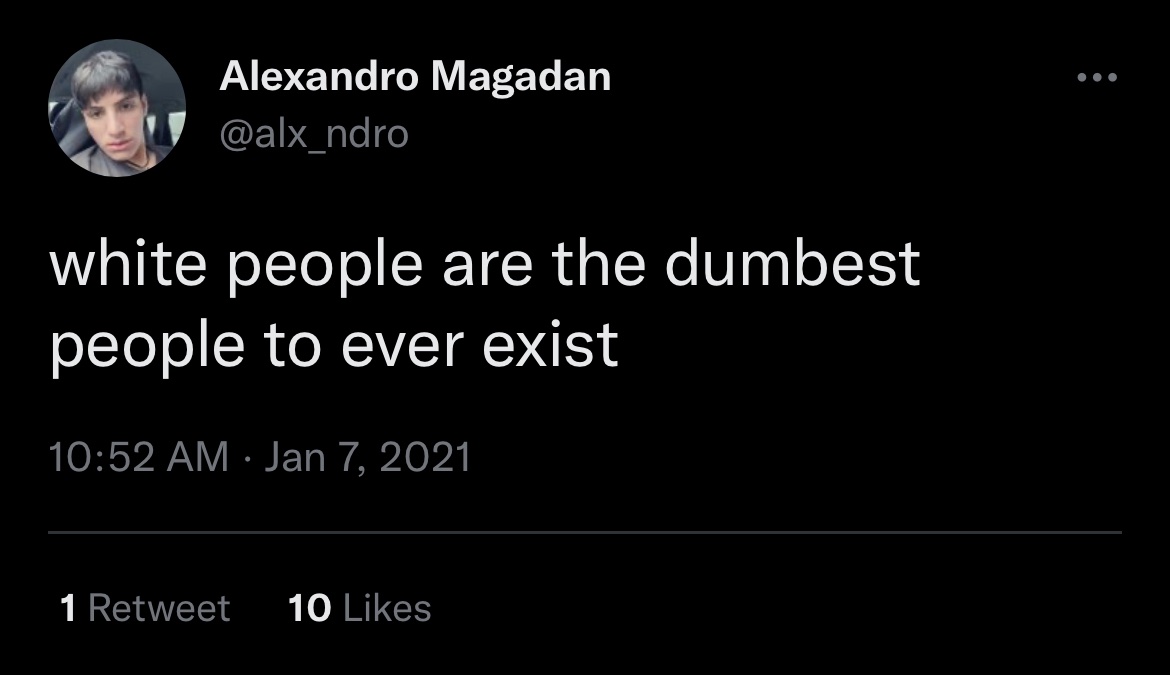 Alexandro Magadan
@alx_ndro
white people are the dumbest
people to ever exist
10:52 AM · Jan 7, 2021
1 Retweet 10 Likes